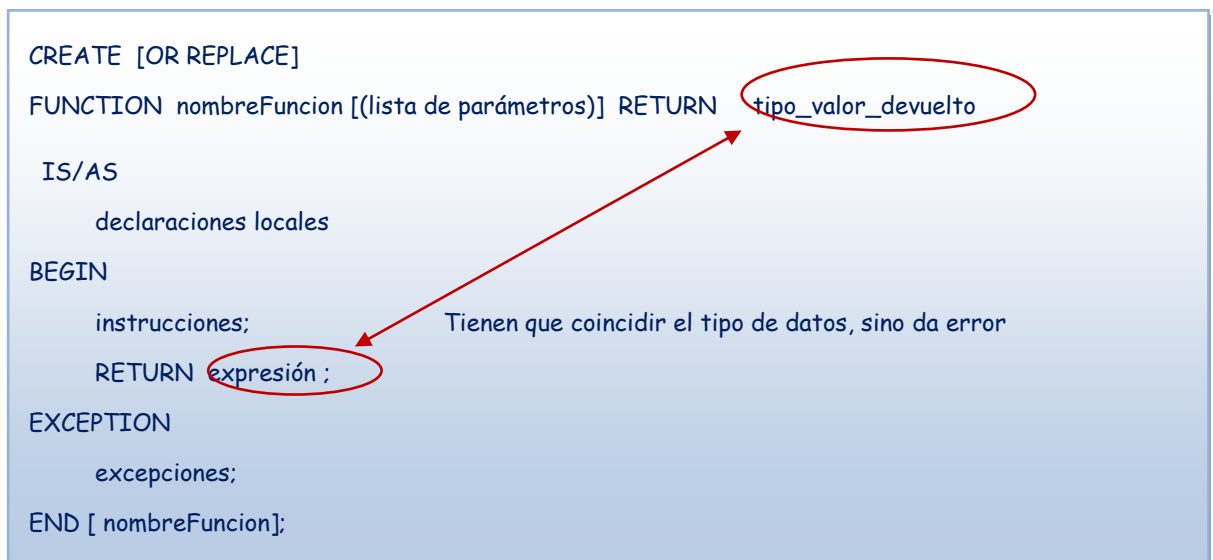 CREATE [OR REPLACE]
FUNCTION nombreFuncion [(lista de parámetros)] RETURN tipo_valor_devuelto
IS/AS
declaraciones locales
BEGIN
instrucciones; Tienen que coincidir el tipo de datos, sino da error
RETURN expresión ;
EXCEPTION
excepciones;
END [ nombreFuncion];